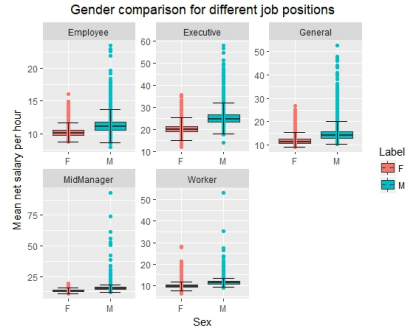 Gender comparison for different job positions
Employee
Executive
General
20
15
10
60
50
40
30
20
10
50
40
30
20
10
F M
F M
F M
MidManager
Worker
75
50
25
50
40
30
20
10
F M
F M
Mean net salary per hour
Sex
Label
F
M